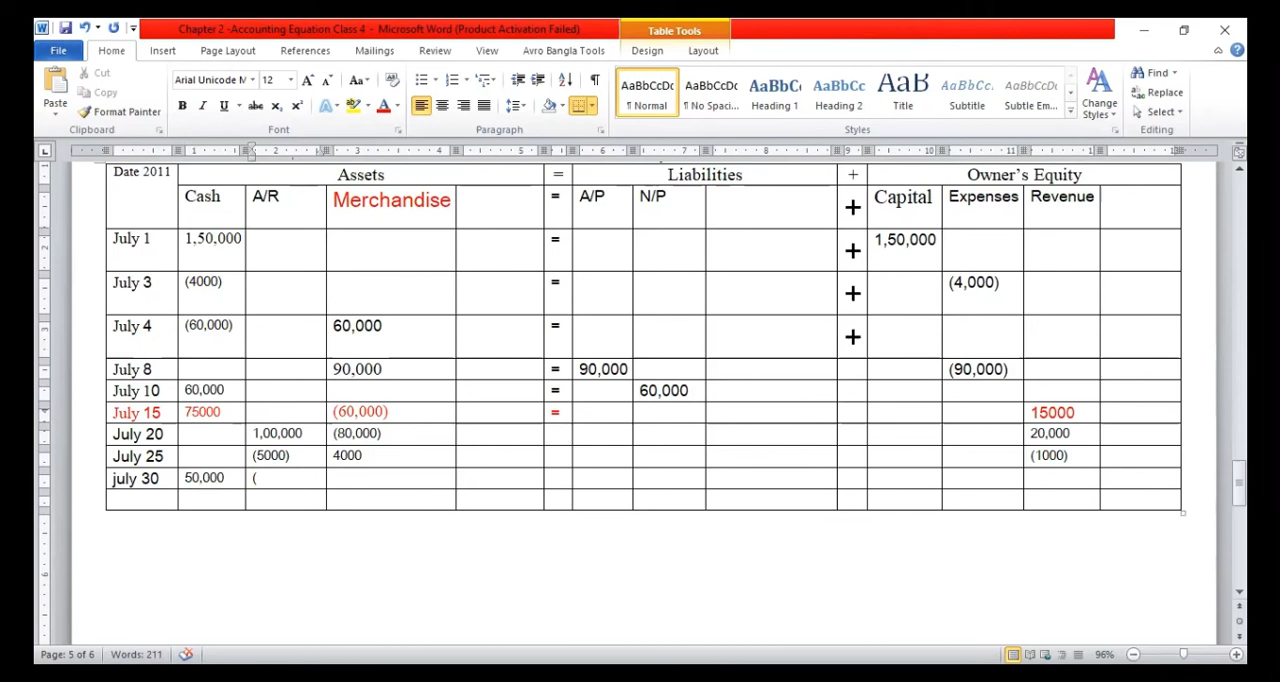 Chapter 2 -Accounting Equation Class 4 - Microsoft Word (Product Activation Failed)
Table Tools
File Home Insert Page Layout References Mailings Review View Avro Bangla Tools Design Layout
Paste
Cut
Copy
Format Painter
Clipboard
Arial Unicode M 12
Font
Paragraph
AaBbCcDc AaBbCcDc AaBbC AaBbCc AaB AaBbCc. AaBbCcDc
¶ Normal ¶ No Spaci... Heading 1 Heading 2 Title Subtitle Subtle Em...
Styles
Change Styles
Find
Replace
Select
Editing
Date 2011 Assets = Liabilities + Owner's Equity
Cash A/R Merchandise = A/P N/P + Capital Expenses Revenue
July 1 1,50,000 = + 1,50,000
July 3 (4000) = + (4,000)
July 4 (60,000) 60,000 = +
July 8 90,000 = 90,000 (90,000)
July 10 60,000 = 60,000
July 15 75000 (60,000) = 15000
July 20 1,00,000 (80,000) 20,000
July 25 (5000) 4000 (1000)
july 30 50,000 (
Page: 5 of 6 Words: 211 96%